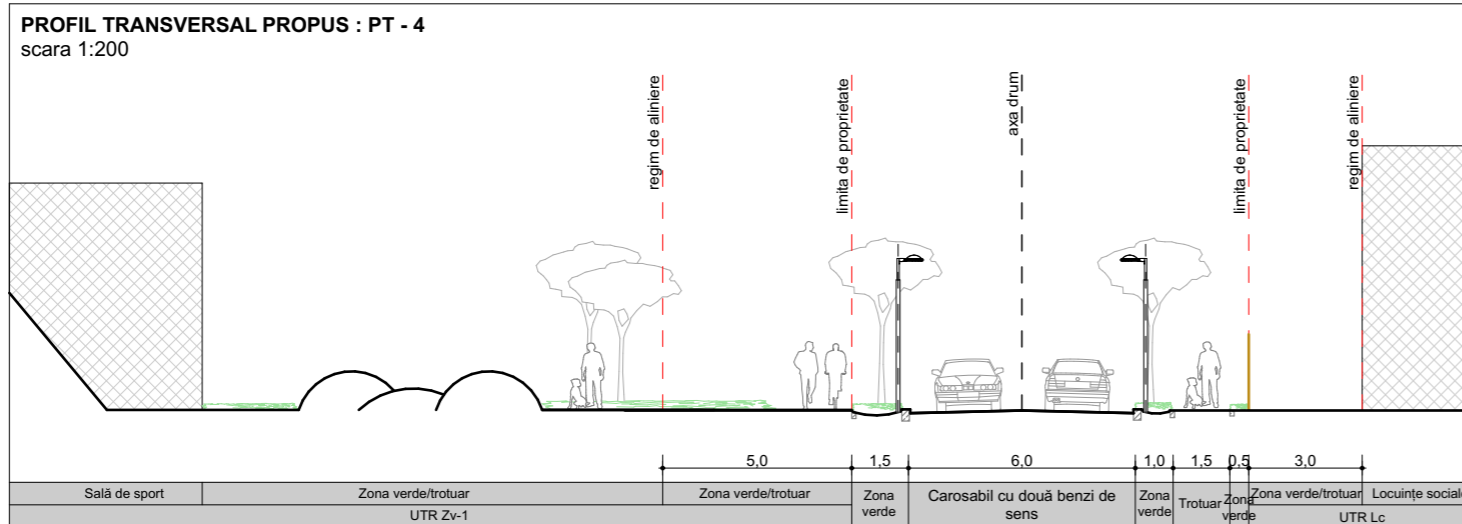 PROFIL TRANSVERSAL PROPUS : PT - 4
scara 1:200
regim de aliniere
limita de proprietate
axa drum
limita de proprietate
regim de aliniere
5,0
1,5
6,0
1,0
1,5
0,5
3,0
Sală de sport
Zona verde/trotuar
Zona verde/trotuar
Zona
verde
Carosabil cu două benzi de
sens
Zona
verde
Trotuar
Zona
verde
Zona verde/trotuar
Locuințe sociale
UTR Zv-1
UTR Lc